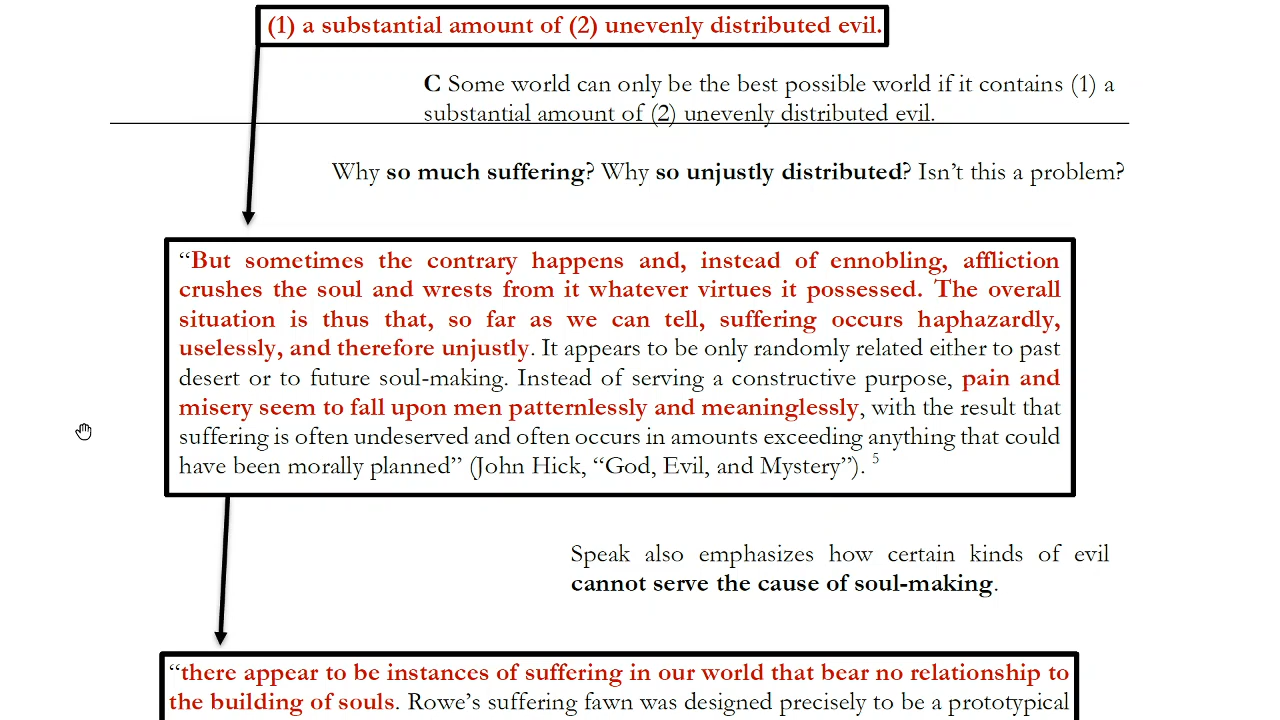 (1) a substantial amount of (2) unevenly distributed evil.
C Some world can only be the best possible world if it contains (1) a
substantial amount of (2) unevenly distributed evil.
Why so much suffering? Why so unjustly distributed? Isn't this a problem?
“But sometimes the contrary happens and, instead of ennobling, affliction
crushes the soul and wrests from it whatever virtues it possessed. The overall
situation is thus that, so far as we can tell, suffering occurs haphazardly,
uselessly, and therefore unjustly. It appears to be only randomly related either to past
desert or to future soul-making. Instead of serving a constructive purpose, pain and
misery seem to fall upon men patternlessly and meaninglessly, with the result that
suffering is often undeserved and often occurs in amounts exceeding anything that could
have been morally planned” (John Hick, “God, Evil, and Mystery”). 5
Speak also emphasizes how certain kinds of evil
cannot serve the cause of soul-making.
“there appear to be instances of suffering in our world that bear no relationship to
the building of souls. Rowe's suffering fawn was designed precisely to be a prototypical